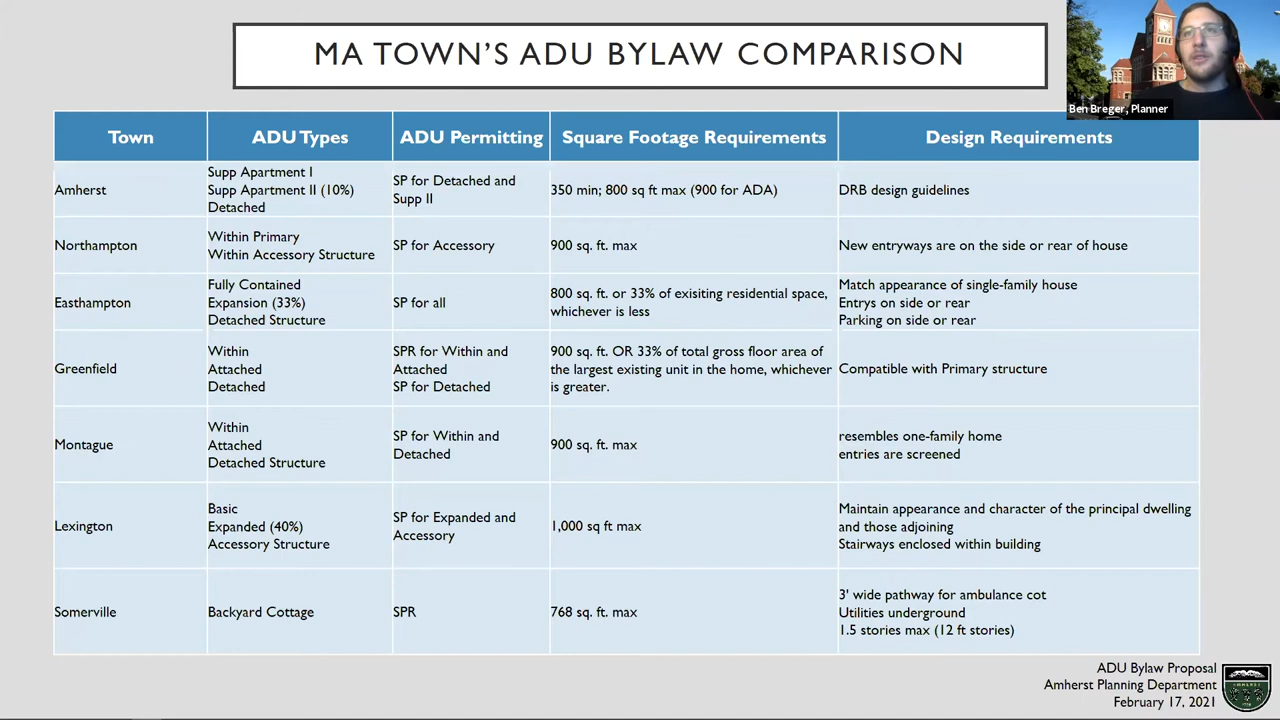 MA TOWN'S ADU BYLAW COMPARISON
Ben Breger, Planner
Town
ADU Types
ADU Permitting
Square Footage Requirements
Design Requirements
Amherst
Supp Apartment I
Supp Apartment II (10%)
Detached
SP for Detached and
Supp II
350 min; 800 sq ft max (900 for ADA)
DRB design guidelines
Northampton
Within Primary
Within Accessory Structure
SP for Accessory
900 sq. ft. max
New entryways are on the side or rear of house
Easthampton
Fully Contained
Expansion (33%)
Detached Structure
SP for all
800 sq. ft. or 33% of exisiting residential space,
whichever is less
Match appearance of single-family house
Entrys on side or rear
Parking on side or rear
Greenfield
Within
Attached
Detached
SPR for Within and
Attached
SP for Detached
900 sq. ft. OR 33% of total gross floor area of
the largest existing unit in the home, whichever
is greater.
Compatible with Primary structure
Montague
Within
Attached
Detached Structure
SP for Within and
Detached
900 sq. ft. max
resembles one-family home
entries are screened
Lexington
Basic
Expanded (40%)
Accessory Structure
SP for Expanded and
Accessory
1,000 sq ft max
Maintain appearance and character of the principal dwelling
and those adjoining
Stairways enclosed within building
Somerville
Backyard Cottage
SPR
768 sq. ft. max
3' wide pathway for ambulance cot
Utilities underground
1.5 stories max (12 ft stories)
ADU Bylaw Proposal
Amherst Planning Department
February 17, 2021